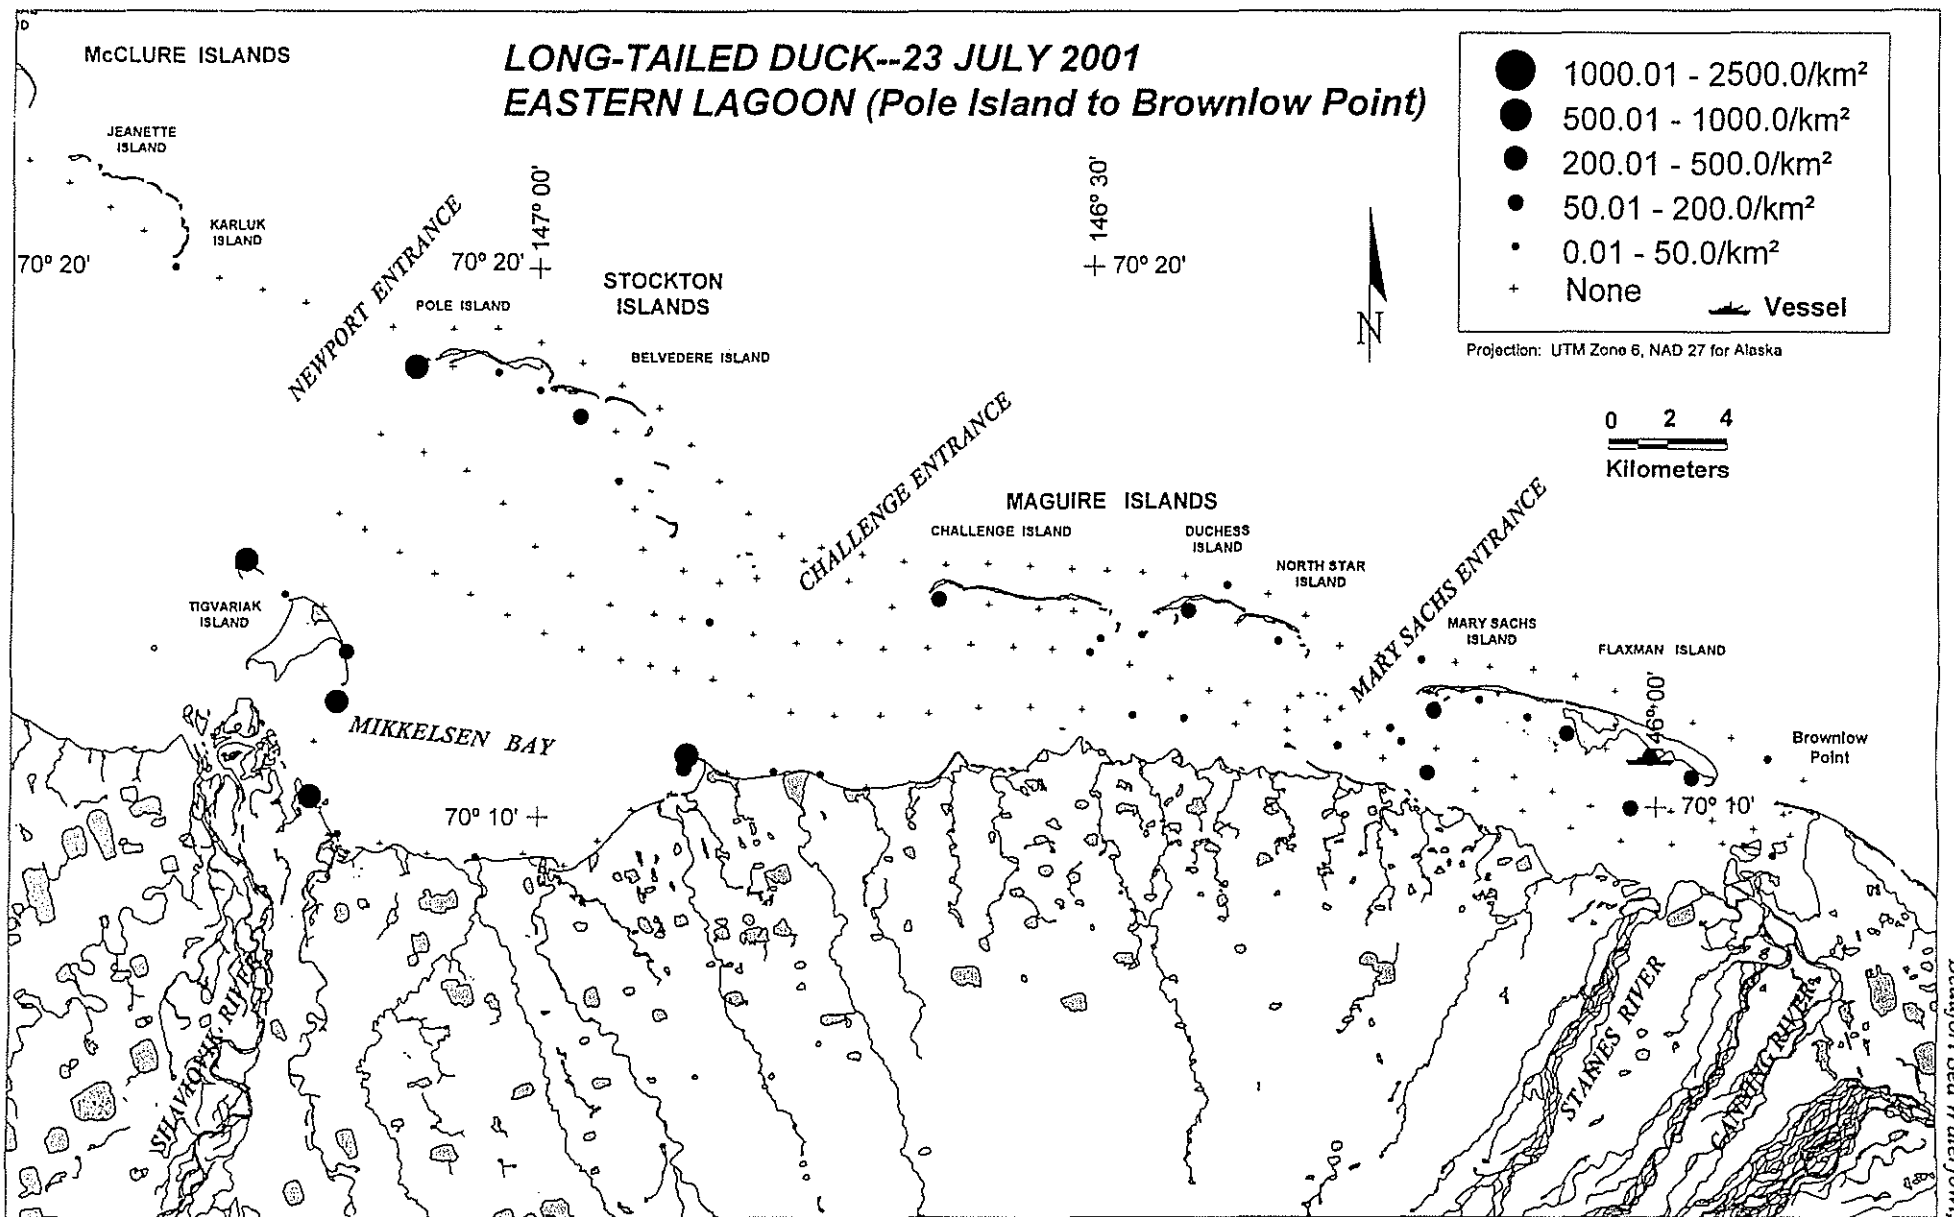 McCLURE ISLANDS
LONG-TAILED DUCK--23 JULY 2001
EASTERN LAGOON (Pole Island to Brownlow Point)
1000.01 - 2500.0/km²
500.01 - 1000.0/km²
200.01 - 500.0/km²
50.01 - 200.0/km²
0.01 - 50.0/km²
None
Vessel
Projection: UTM Zone 6, NAD 27 for Alaska
JEANETTE
ISLAND
KARLUK
ISLAND
70° 20'
NEWPORT ENTRANCE
147° 00'
70° 20'
146° 30'
70° 20'
STOCKTON
ISLANDS
POLE ISLAND
BELVEDERE ISLAND
N
0 2 4
Kilometers
CHALLENGE ENTRANCE
MAGUIRE ISLANDS
CHALLENGE ISLAND
DUCHESS
ISLAND
NORTH STAR
ISLAND
MARY SACHS ENTRANCE
MARY SACHS
ISLAND
FLAXMAN ISLAND
46° 00'
Brownlow
Point
TIGVARIAK
ISLAND
MIKKELSEN BAY
70° 10'
70° 10'
SHAVIOVIK RIVER
STAINES RIVER
CANNING RIVER